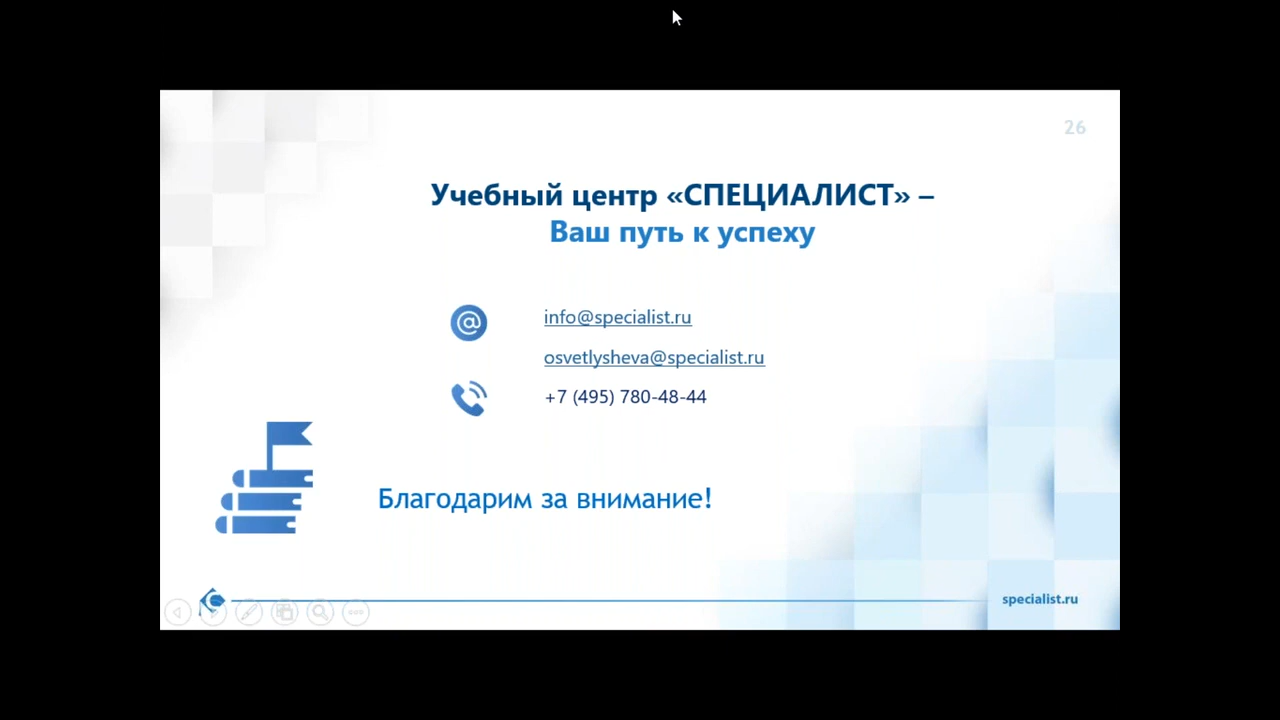 26
Учебный центр «СПЕЦИАЛИСТ» –
Ваш путь к успеху
info@specialist.ru
osvetlysheva@specialist.ru
+7 (495) 780-48-44
Благодарим за внимание!
specialist.ru